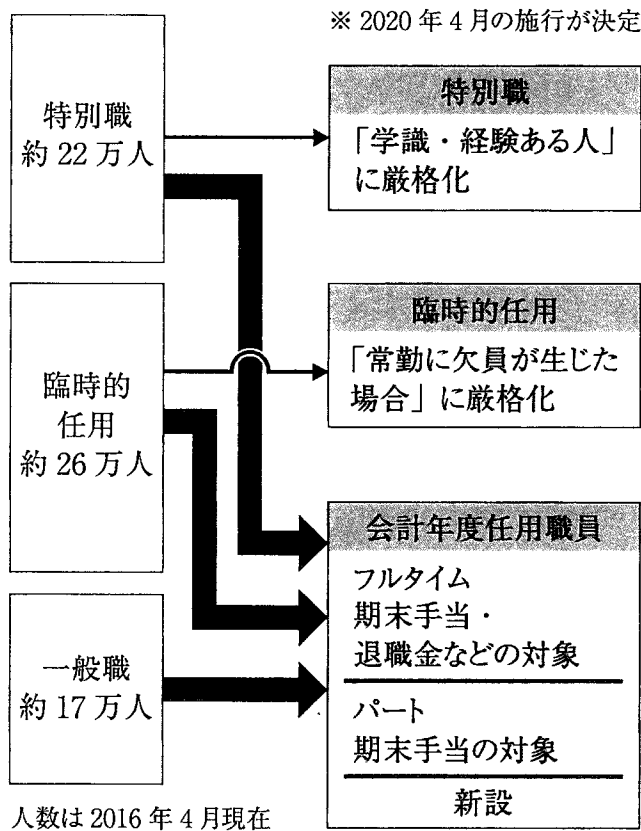 ※ 2020 年 4 月の施行が決定
特別職
約 22 万人
特別職
「学識・経験ある人」
に厳格化
臨時的
任用
約 26 万人
臨時的任用
「常勤に欠員が生じた
場合」に厳格化
一般職
約 17 万人
会計年度任用職員
フルタイム
期末手当・
退職金などの対象
パート
期末手当の対象
新設
人数は 2016 年 4 月現在